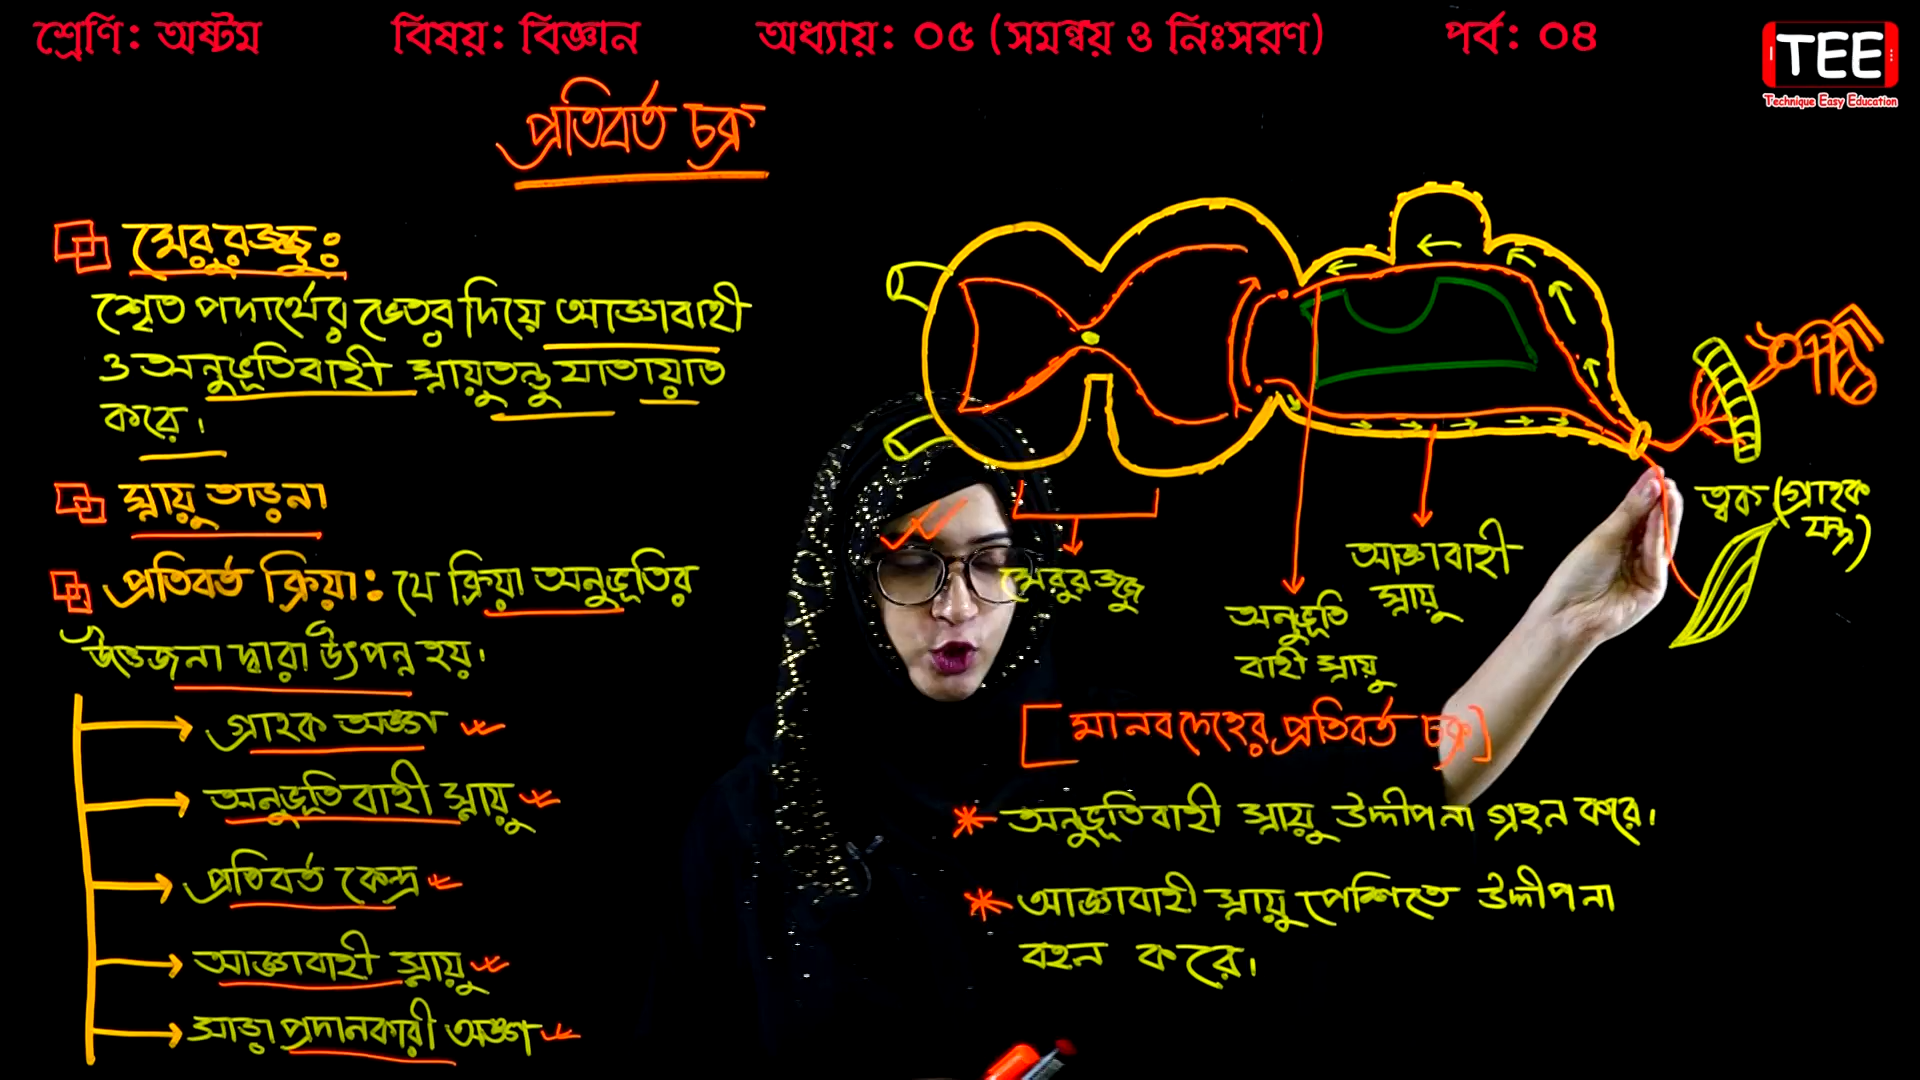 শ্রেণি: অষ্টম বিষয়: বিজ্ঞান অধ্যায়: ০৫ (সমন্বয় ও নিঃসরণ) পর্ব: ০৪
TEE
Technique Easy Education
প্রতিবর্ত চক্র
মেরুরজ্জু:
শ্বেত পদার্থের ভেতর দিয়ে আজ্ঞাবাহী
ও অনুভূতিবাহী স্নায়ুতন্তু যাতায়াত
করে।
স্নায়ু তাড়না
প্রতিবর্ত ক্রিয়া: যে ক্রিয়া অনুভূতির
উত্তেজনা দ্বারা উৎপন্ন হয়।
গ্রাহক অঙ্গ
অনুভূতিবাহী স্নায়ু
প্রতিবর্ত কেন্দ্র
আজ্ঞাবাহী স্নায়ু
সাড়া প্রদানকারী অঙ্গ
ত্বক (গ্রাহক
যন্ত্র)
মেরুরজ্জু
আজ্ঞাবাহী
স্নায়ু
অনুভূতি
বাহী স্নায়ু
[মানবদেহের প্রতিবর্ত চক্র]
* অনুভূতিবাহী স্নায়ু উদ্দীপনা গ্রহন করে।
* আজ্ঞাবাহী স্নায়ু পেশিতে উদ্দীপনা
বহন করে।